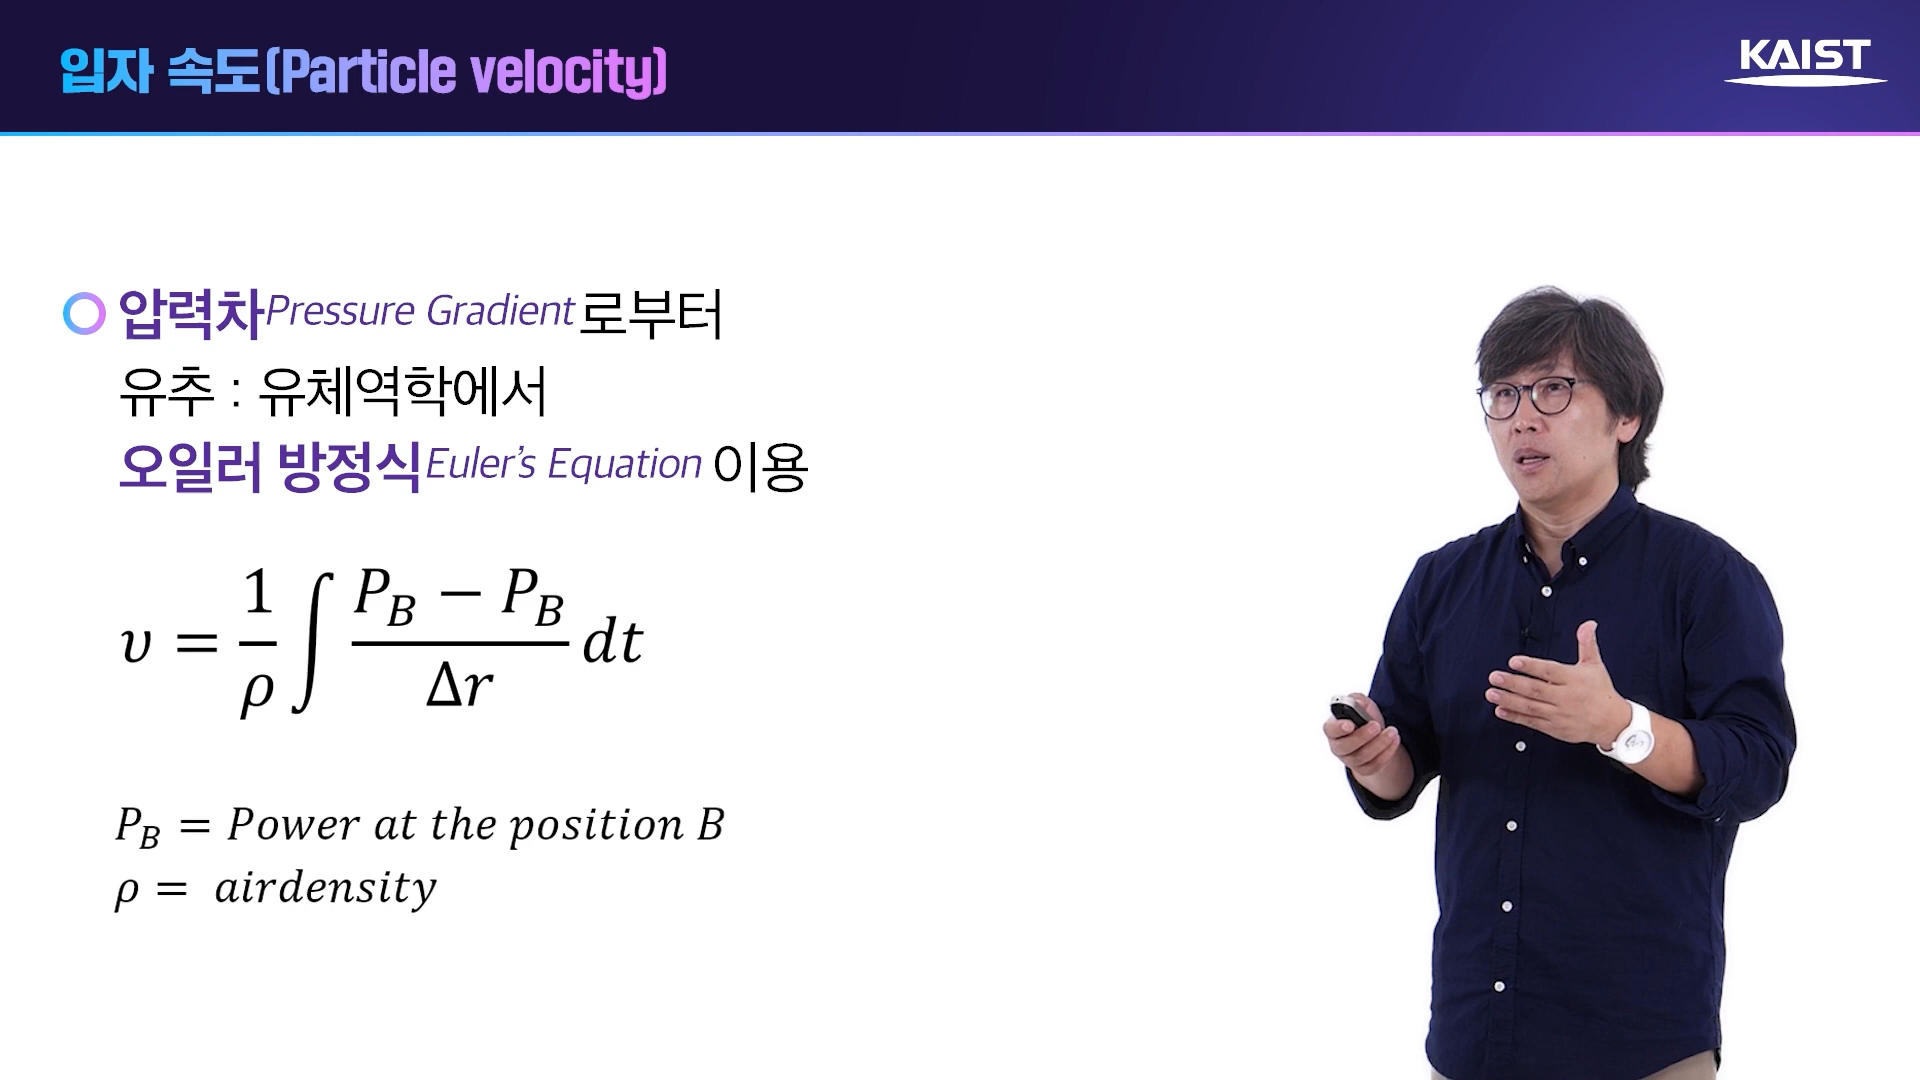 입자 속도(Particle velocity)
KAIST
압력차Pressure Gradient로부터
유추 : 유체역학에서
오일러 방정식Euler's Equation 이용
υ = 1/ρ ∫ (P_B − P_B)/Δr dt
P_B = Power at the position B
ρ = airdensity